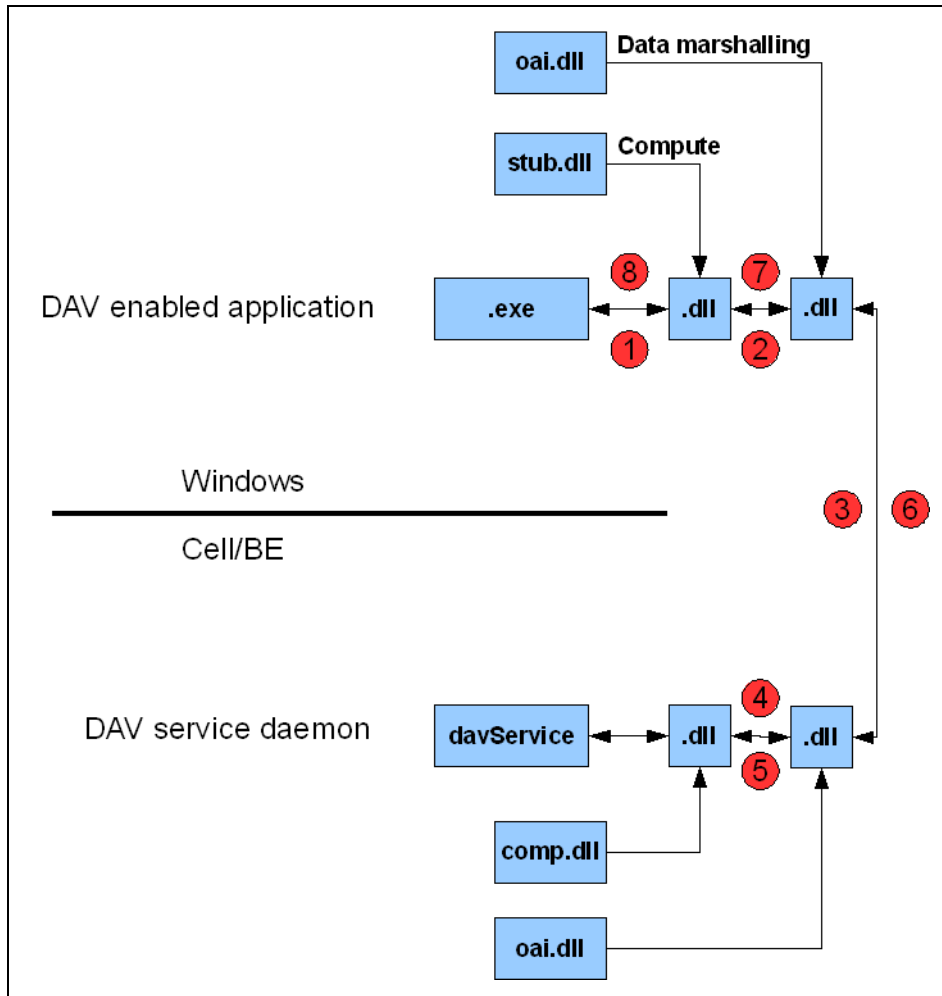 oai.dll
Data marshalling
stub.dll
Compute
8
7
DAV enabled application
.exe
.dll
.dll
1
2
Windows
3
6
Cell/BE
4
DAV service daemon
davService
.dll
.dll
5
comp.dll
oai.dll